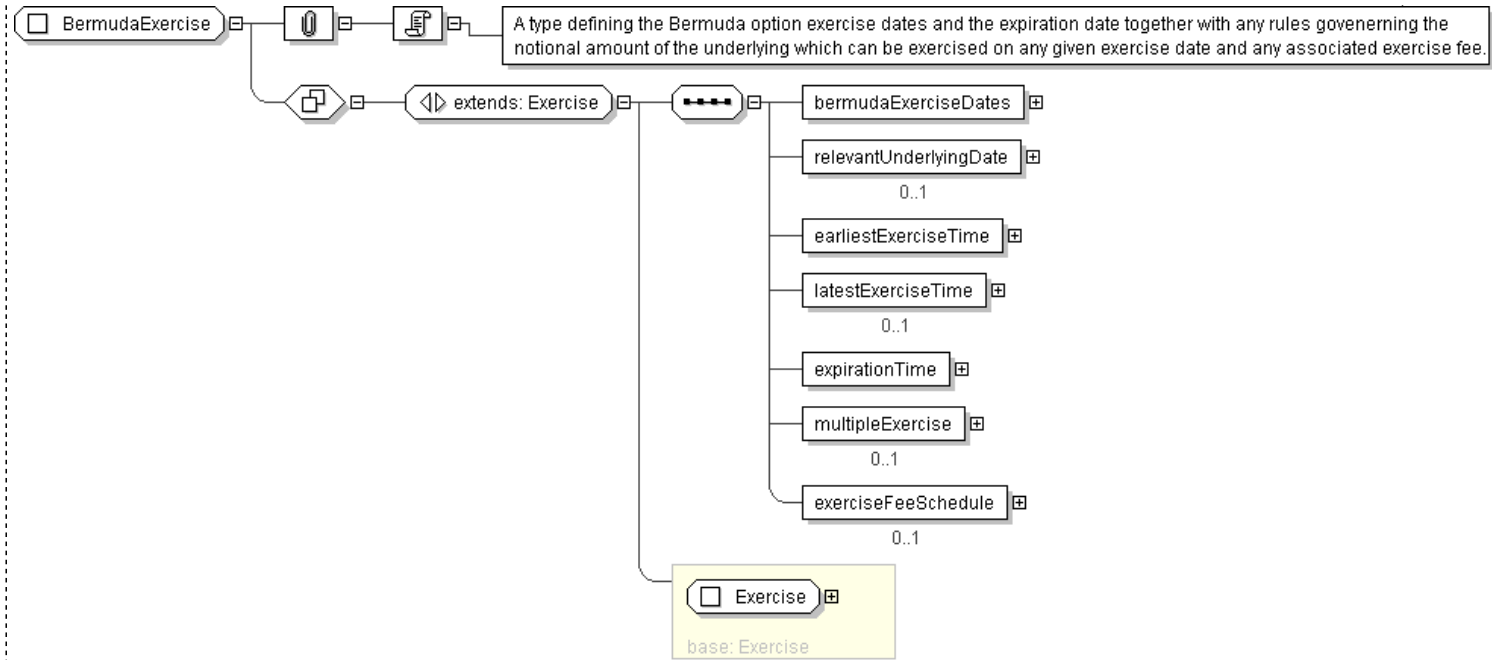 BermudaExercise
A type defining the Bermuda option exercise dates and the expiration date together with any rules govenerning the
notional amount of the underlying which can be exercised on any given exercise date and any associated exercise fee.
extends: Exercise
bermudaExerciseDates
relevantUnderlyingDate
0..1
earliestExerciseTime
latestExerciseTime
0..1
expirationTime
multipleExercise
0..1
exerciseFeeSchedule
0..1
Exercise
base: Exercise